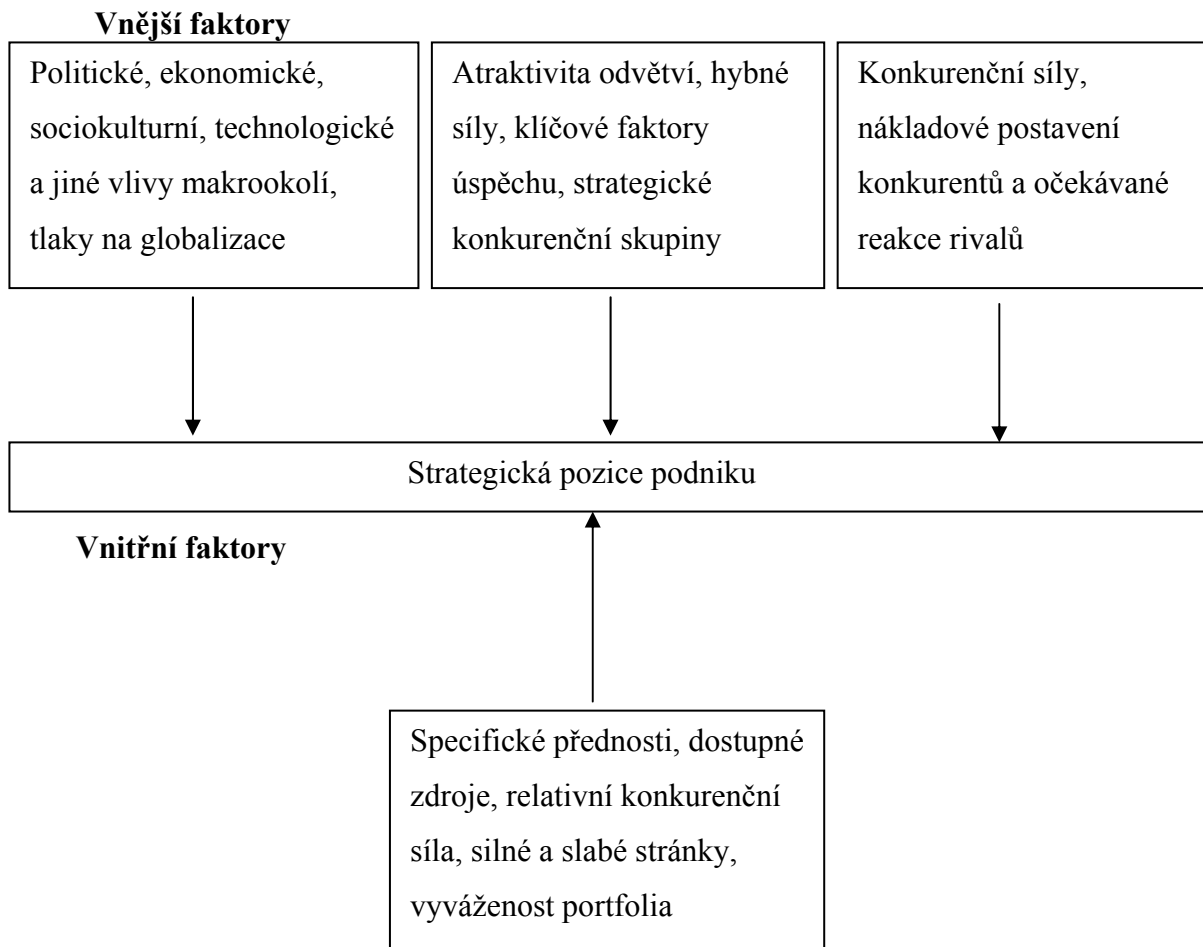 Vnější faktory
Politické, ekonomické,
sociokulturní, technologické
a jiné vlivy makrookolí,
tlaky na globalizace
Atraktivita odvětví, hybné
síly, klíčové faktory
úspěchu, strategické
konkurenční skupiny
Konkurenční síly,
nákladové postavení
konkurentů a očekávané
reakce rivalů
Strategická pozice podniku
Vnitřní faktory
Specifické přednosti, dostupné
zdroje, relativní konkurenční
síla, silné a slabé stránky,
vyváženost portfolia